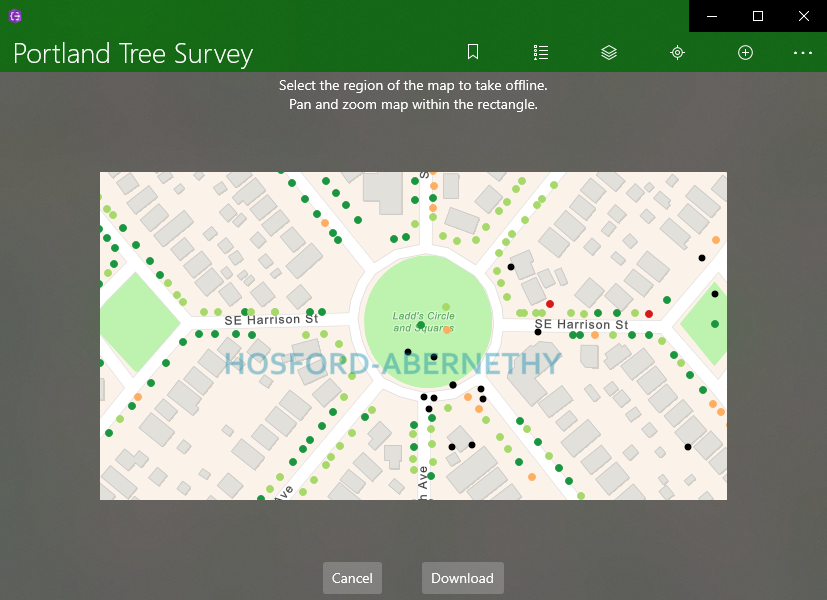 Portland Tree Survey
Select the region of the map to take offline.
Pan and zoom map within the rectangle.
Ladd's Circle
and Squares
SE Harrison St
SE Harrison St
HOSFORD-ABERNETHY
Ave
h Ave
S
Cancel
Download